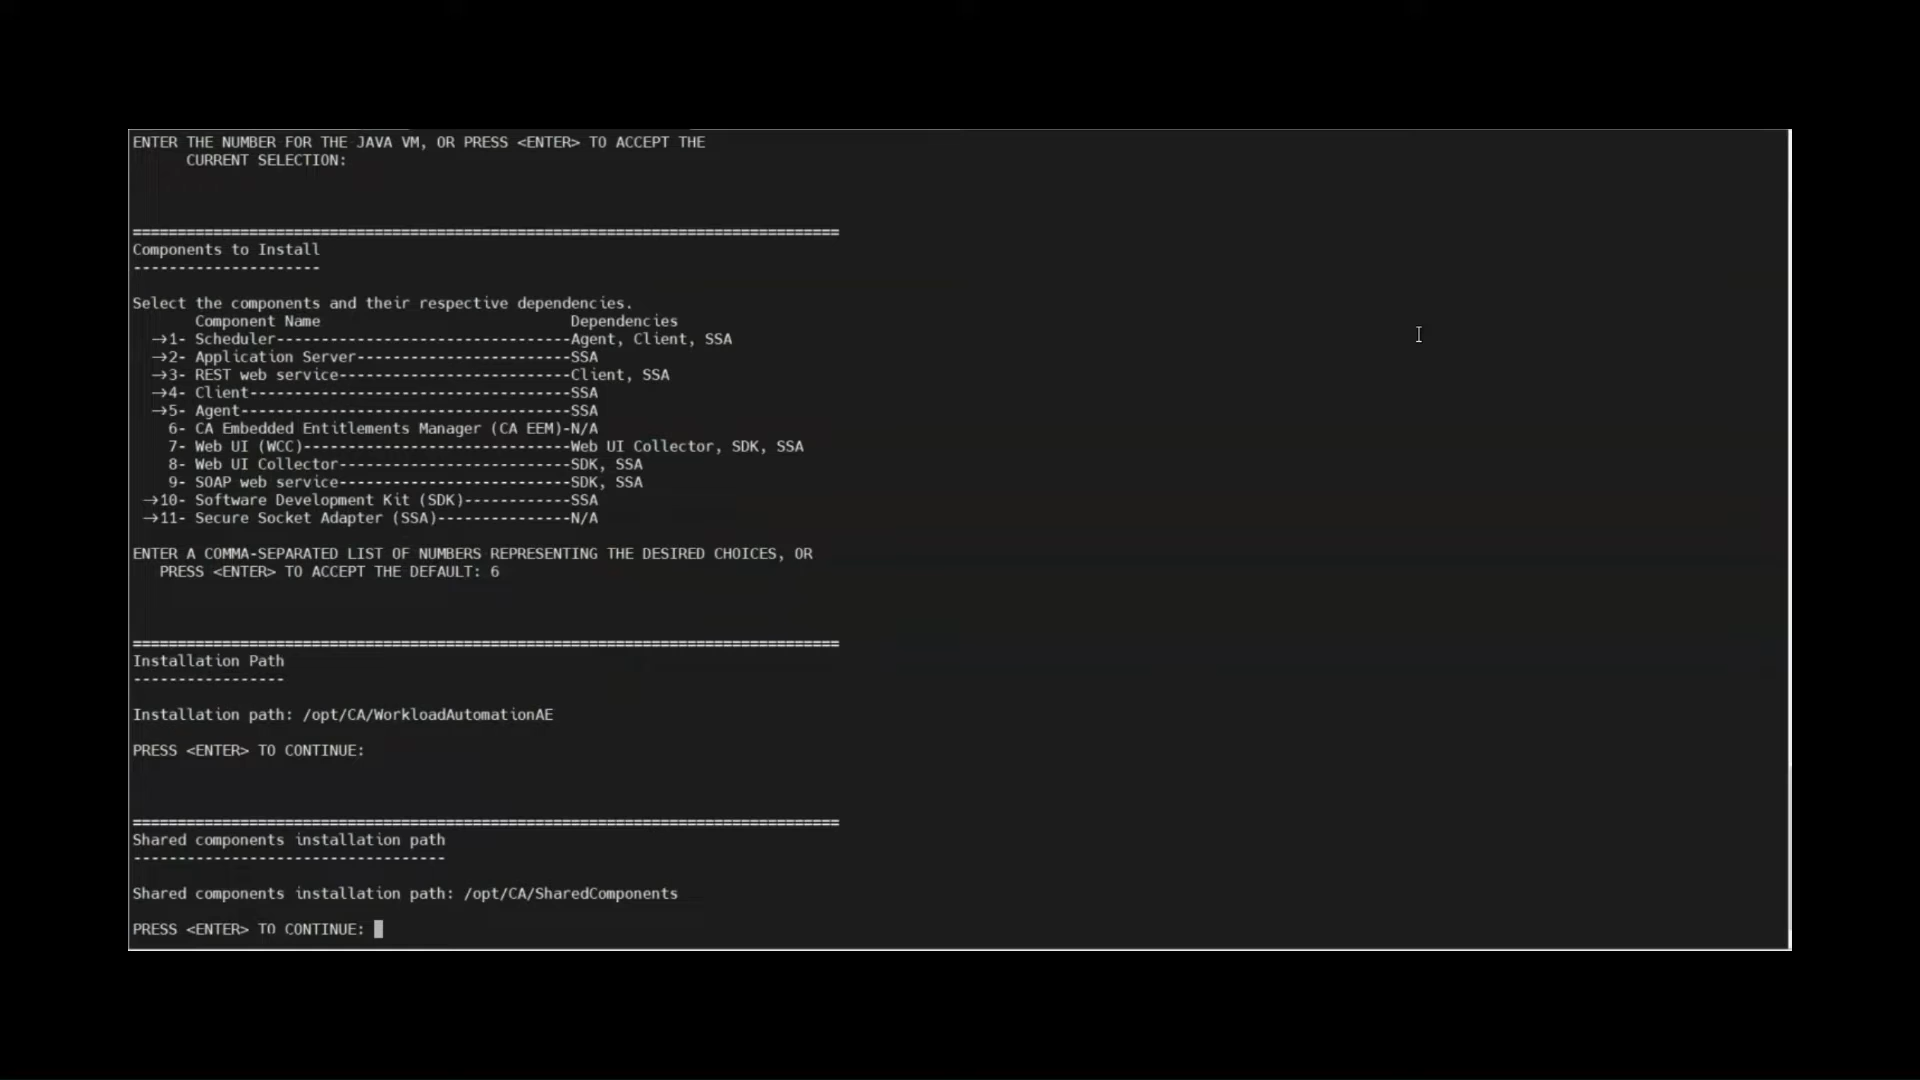 ENTER THE NUMBER FOR THE JAVA VM, OR PRESS <ENTER> TO ACCEPT THE
CURRENT SELECTION:
===============================================================================
Components to Install
---------------------
Select the components and their respective dependencies.
Component Name Dependencies
->1- Scheduler---------------------------------Agent, Client, SSA
->2- Application Server------------------------SSA
->3- REST web service--------------------------Client, SSA
->4- Client------------------------------------SSA
->5- Agent-------------------------------------SSA
6- CA Embedded Entitlements Manager (CA EEM)-N/A
7- Web UI (WCC)------------------------------Web UI Collector, SDK, SSA
8- Web UI Collector--------------------------SDK, SSA
9- SOAP web service--------------------------SDK, SSA
->10- Software Development Kit (SDK)------------SSA
->11- Secure Socket Adapter (SSA)---------------N/A
ENTER A COMMA-SEPARATED LIST OF NUMBERS REPRESENTING THE DESIRED CHOICES, OR
PRESS <ENTER> TO ACCEPT THE DEFAULT: 6
===============================================================================
Installation Path
-----------------
Installation path: /opt/CA/WorkloadAutomationAE
PRESS <ENTER> TO CONTINUE:
===============================================================================
Shared components installation path
-----------------------------------
Shared components installation path: /opt/CA/SharedComponents
PRESS <ENTER> TO CONTINUE: